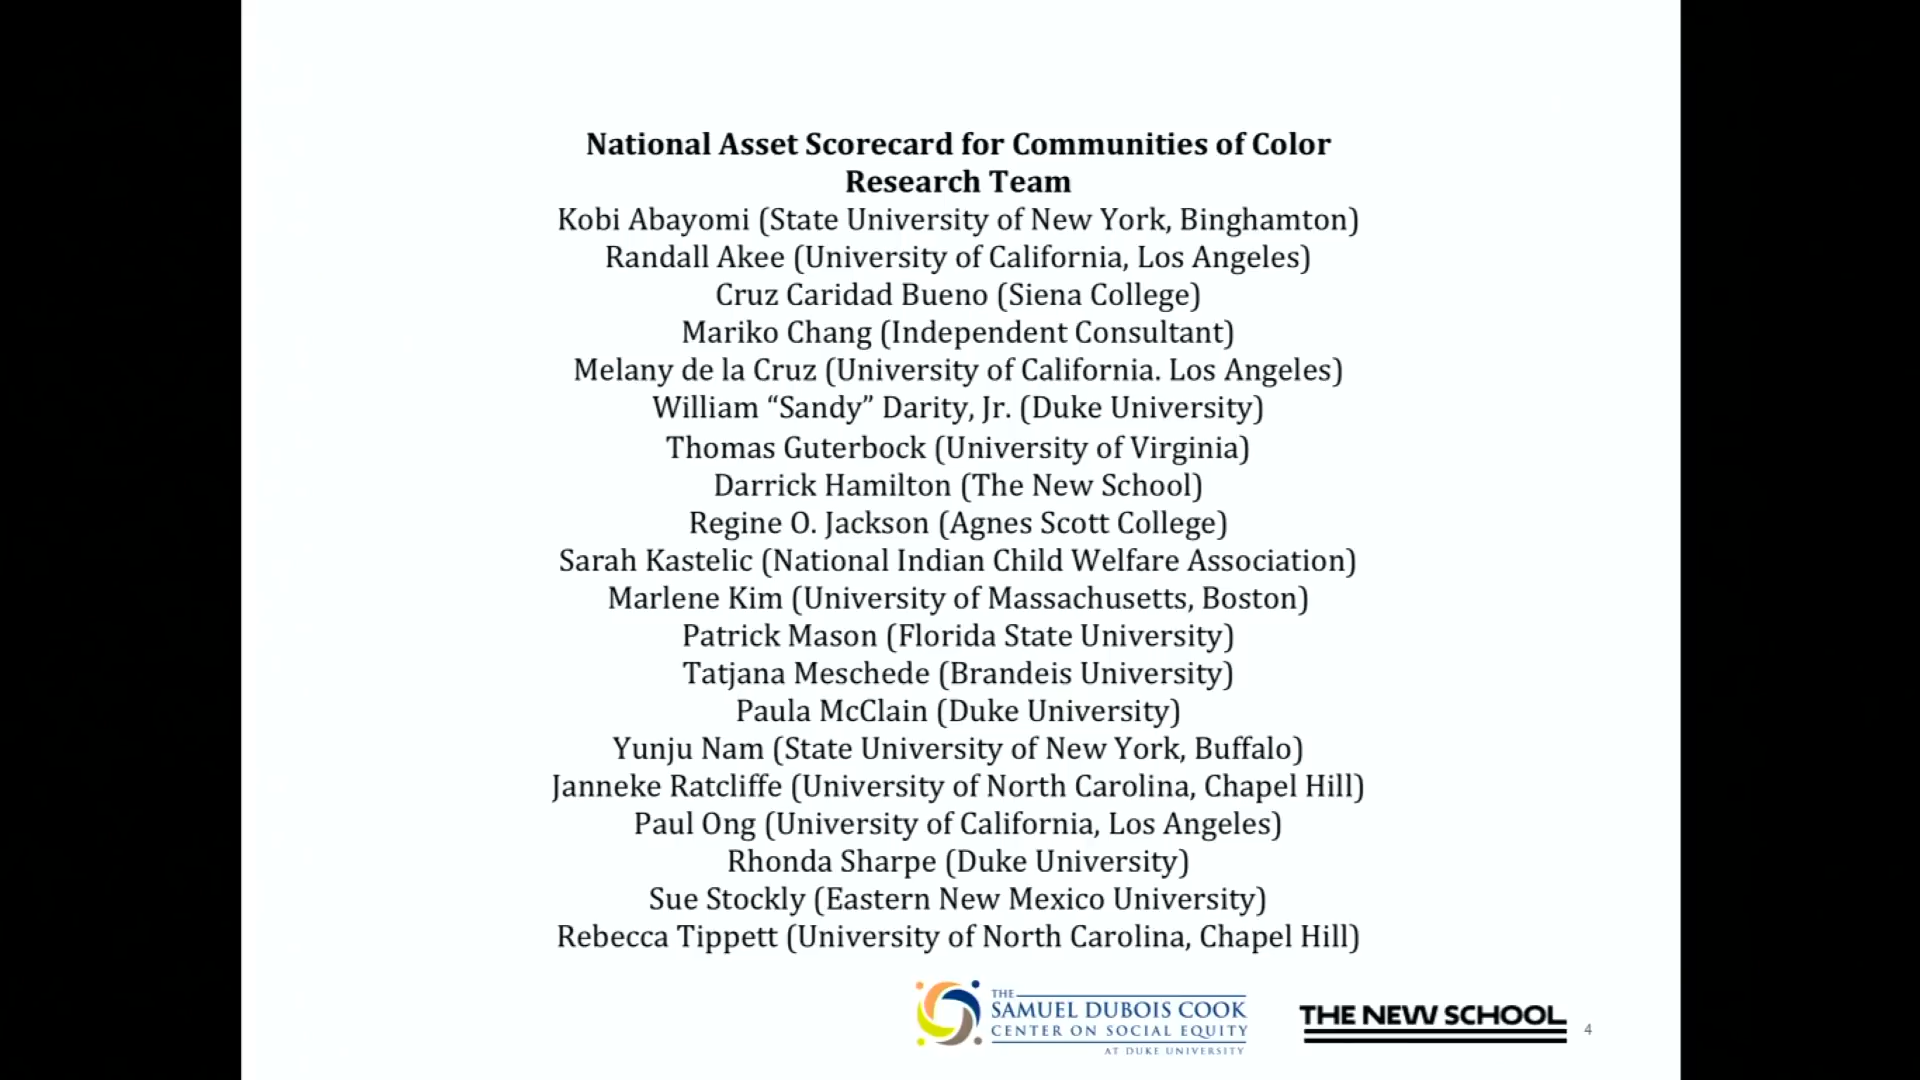 National Asset Scorecard for Communities of Color
Research Team
Kobi Abayomi (State University of New York, Binghamton)
Randall Akee (University of California, Los Angeles)
Cruz Caridad Bueno (Siena College)
Mariko Chang (Independent Consultant)
Melany de la Cruz (University of California. Los Angeles)
William “Sandy” Darity, Jr. (Duke University)
Thomas Guterbock (University of Virginia)
Darrick Hamilton (The New School)
Regine O. Jackson (Agnes Scott College)
Sarah Kastelic (National Indian Child Welfare Association)
Marlene Kim (University of Massachusetts, Boston)
Patrick Mason (Florida State University)
Tatjana Meschede (Brandeis University)
Paula McClain (Duke University)
Yunju Nam (State University of New York, Buffalo)
Janneke Ratcliffe (University of North Carolina, Chapel Hill)
Paul Ong (University of California, Los Angeles)
Rhonda Sharpe (Duke University)
Sue Stockly (Eastern New Mexico University)
Rebecca Tippett (University of North Carolina, Chapel Hill)
THE
SAMUEL DUBOIS COOK
CENTER ON SOCIAL EQUITY
AT DUKE UNIVERSITY
THE NEW SCHOOL
4